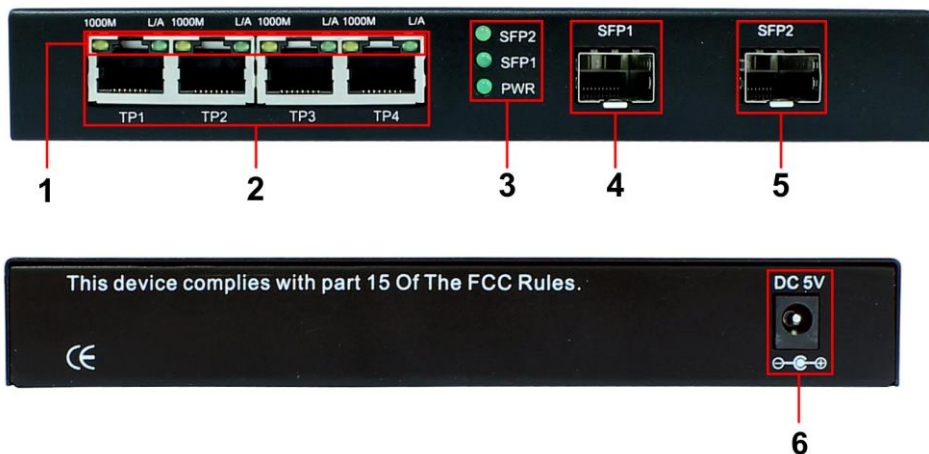 1000M L/A 1000M L/A 1000M L/A 1000M L/A
TP1 TP2 TP3 TP4
SFP2
SFP1
PWR
SFP1
SFP2
1 2 3 4 5
This device complies with part 15 Of The FCC Rules.
CE
DC 5V
6